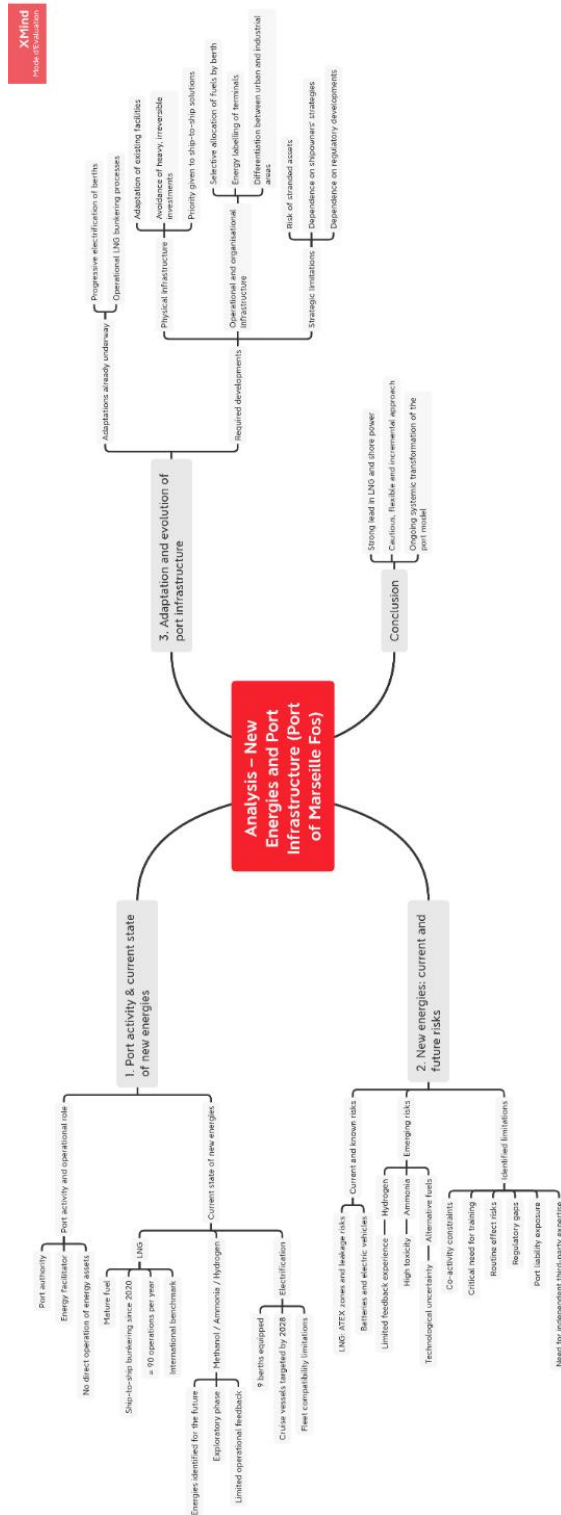 XMind
Mode d'Evaluation
Analysis – New
Energies and Port
Infrastructure (Port
of Marseille Fos)
1. Port activity & current state
of new energies
Port activity and operational role
Port authority
Energy facilitator
No direct operation of energy assets
Current state of new energies
LNG
Mature fuel
Ship-to-ship bunkering since 2020
≈ 90 operations per year
International benchmark
Methanol / Ammonia / Hydrogen
Energies identified for the future
Exploratory phase
Limited operational feedback
Electrification
9 berths equipped
Cruise vessels targeted by 2028
Fleet compatibility limitations
2. New energies: current and
future risks
Current and known risks
LNG: ATEX zones and leakage risks
Batteries and electric vehicles
Emerging risks
Hydrogen
Limited feedback experience
Ammonia
High toxicity
Alternative fuels
Technological uncertainty
Identified limitations
Co-activity constraints
Critical need for training
Routine effect risks
Regulatory gaps
Port liability exposure
Need for independent third-party expertise
3. Adaptation and evolution of
port infrastructure
Adaptations already underway
Progressive electrification of berths
Operational LNG bunkering processes
Required developments
Physical infrastructure
Adaptation of existing facilities
Avoidance of heavy, irreversible
investments
Priority given to ship-to-ship solutions
Operational and organisational
infrastructure
Selective allocation of fuels by berth
Energy labelling of terminals
Differentiation between urban and industrial
areas
Strategic limitations
Risk of stranded assets
Dependence on shipowners' strategies
Dependence on regulatory developments
Conclusion
Strong lead in LNG and shore power
Cautious, flexible and incremental approach
Ongoing systemic transformation of the
port model